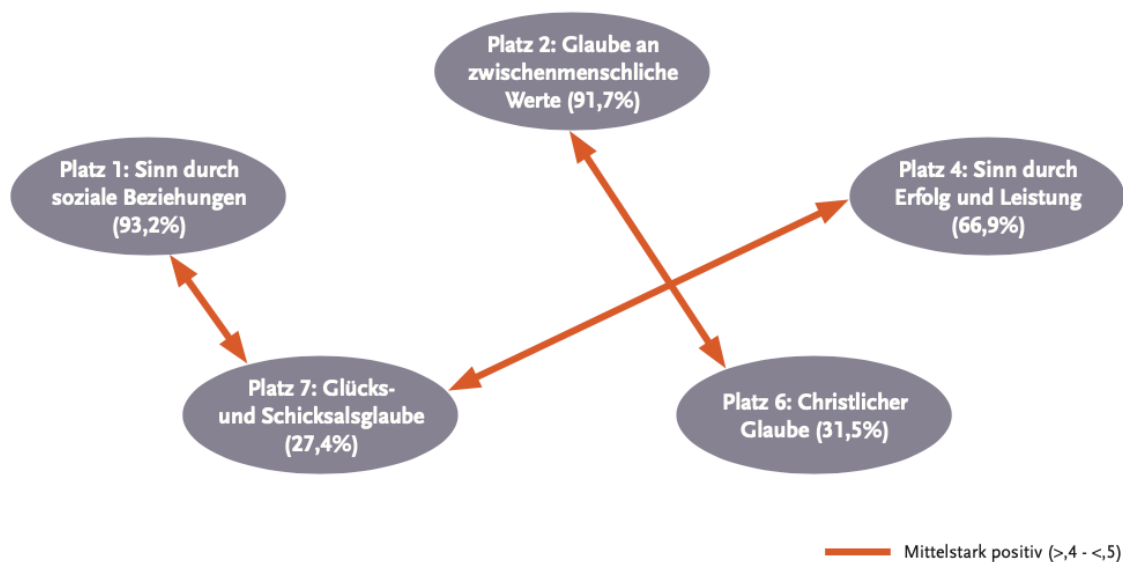 Platz 2: Glaube an
zwischenmenschliche
Werte (91,7%)
Platz 1: Sinn durch
soziale Beziehungen
(93,2%)
Platz 4: Sinn durch
Erfolg und Leistung
(66,9%)
Platz 7: Glücks-
und Schicksalsglaube
(27,4%)
Platz 6: Christlicher
Glaube (31,5%)
Mittelstark positiv (>,4 - <,5)